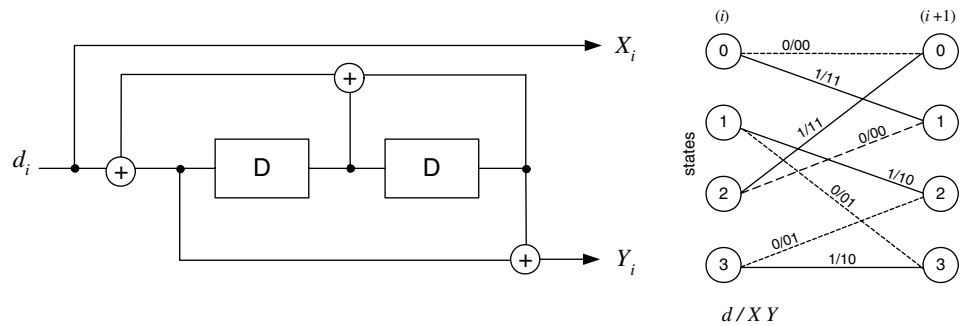 X_i
+
d_i
+
D
D
+
Y_i
(i)
(i+1)
states
0
0/00
0
1/11
1
1
1/11
0/00
1/10
2
0/01
2
0/01
3
1/10
3
d / X Y